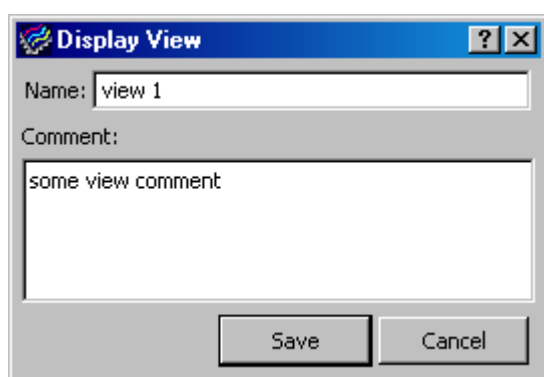 Display View
Name: view 1
Comment:
some view comment
Save Cancel